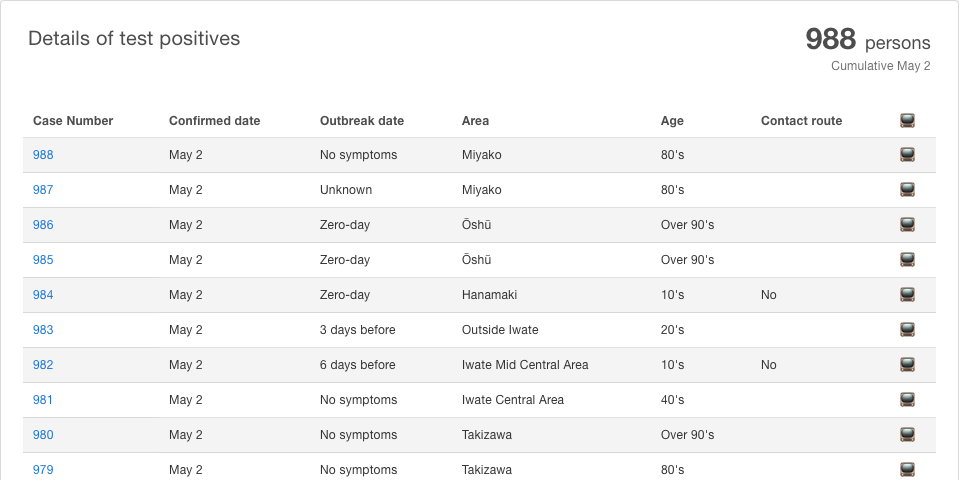 Details of test positives
988 persons
Cumulative May 2
Case Number Confirmed date Outbreak date Area Age Contact route
988 May 2 No symptoms Miyako 80's
987 May 2 Unknown Miyako 80's
986 May 2 Zero-day Ōshū Over 90's
985 May 2 Zero-day Ōshū Over 90's
984 May 2 Zero-day Hanamaki 10's No
983 May 2 3 days before Outside Iwate 20's
982 May 2 6 days before Iwate Mid Central Area 10's No
981 May 2 No symptoms Iwate Central Area 40's
980 May 2 No symptoms Takizawa Over 90's
979 May 2 No symptoms Takizawa 80's